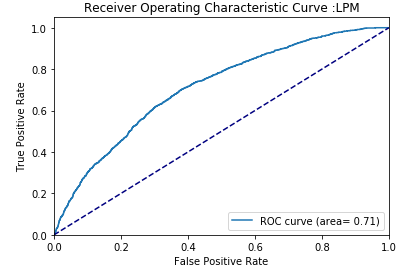 Receiver Operating Characteristic Curve :LPM
True Positive Rate
1.0
0.8
0.6
0.4
0.2
0.0
ROC curve (area= 0.71)
0.0 0.2 0.4 0.6 0.8 1.0
False Positive Rate